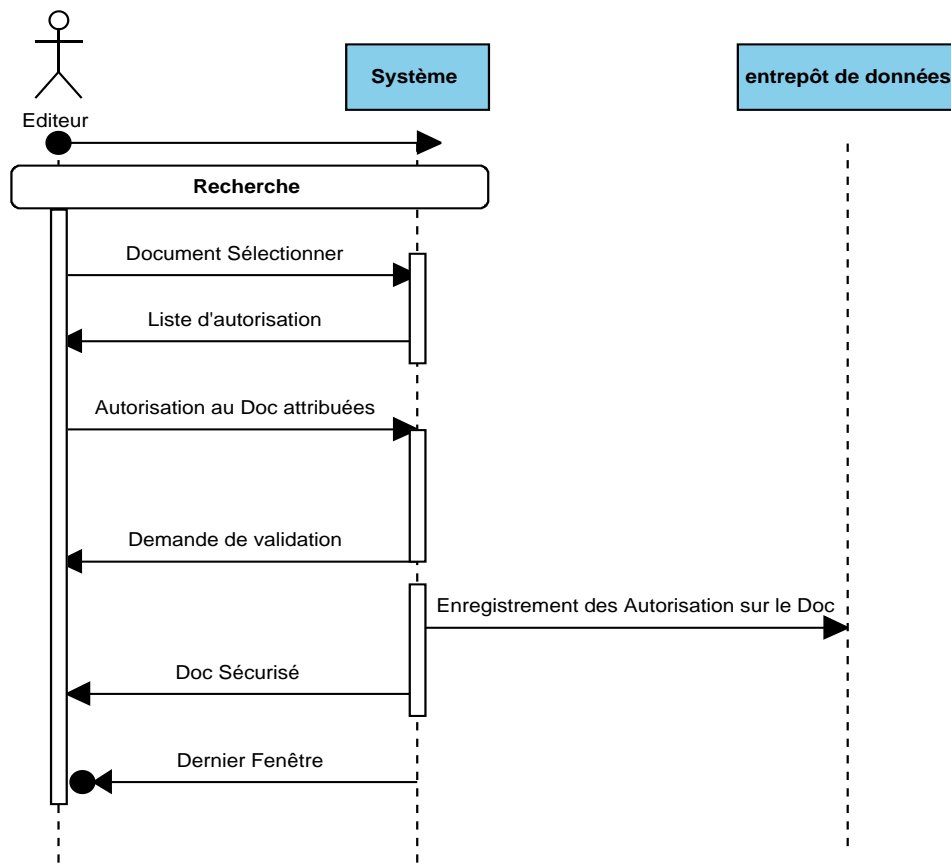 Système
entrepôt de données
Editeur
Recherche
Document Sélectionner
Liste d'autorisation
Autorisation au Doc attribuées
Demande de validation
Enregistrement des Autorisation sur le Doc
Doc Sécurisé
Dernier Fenêtre